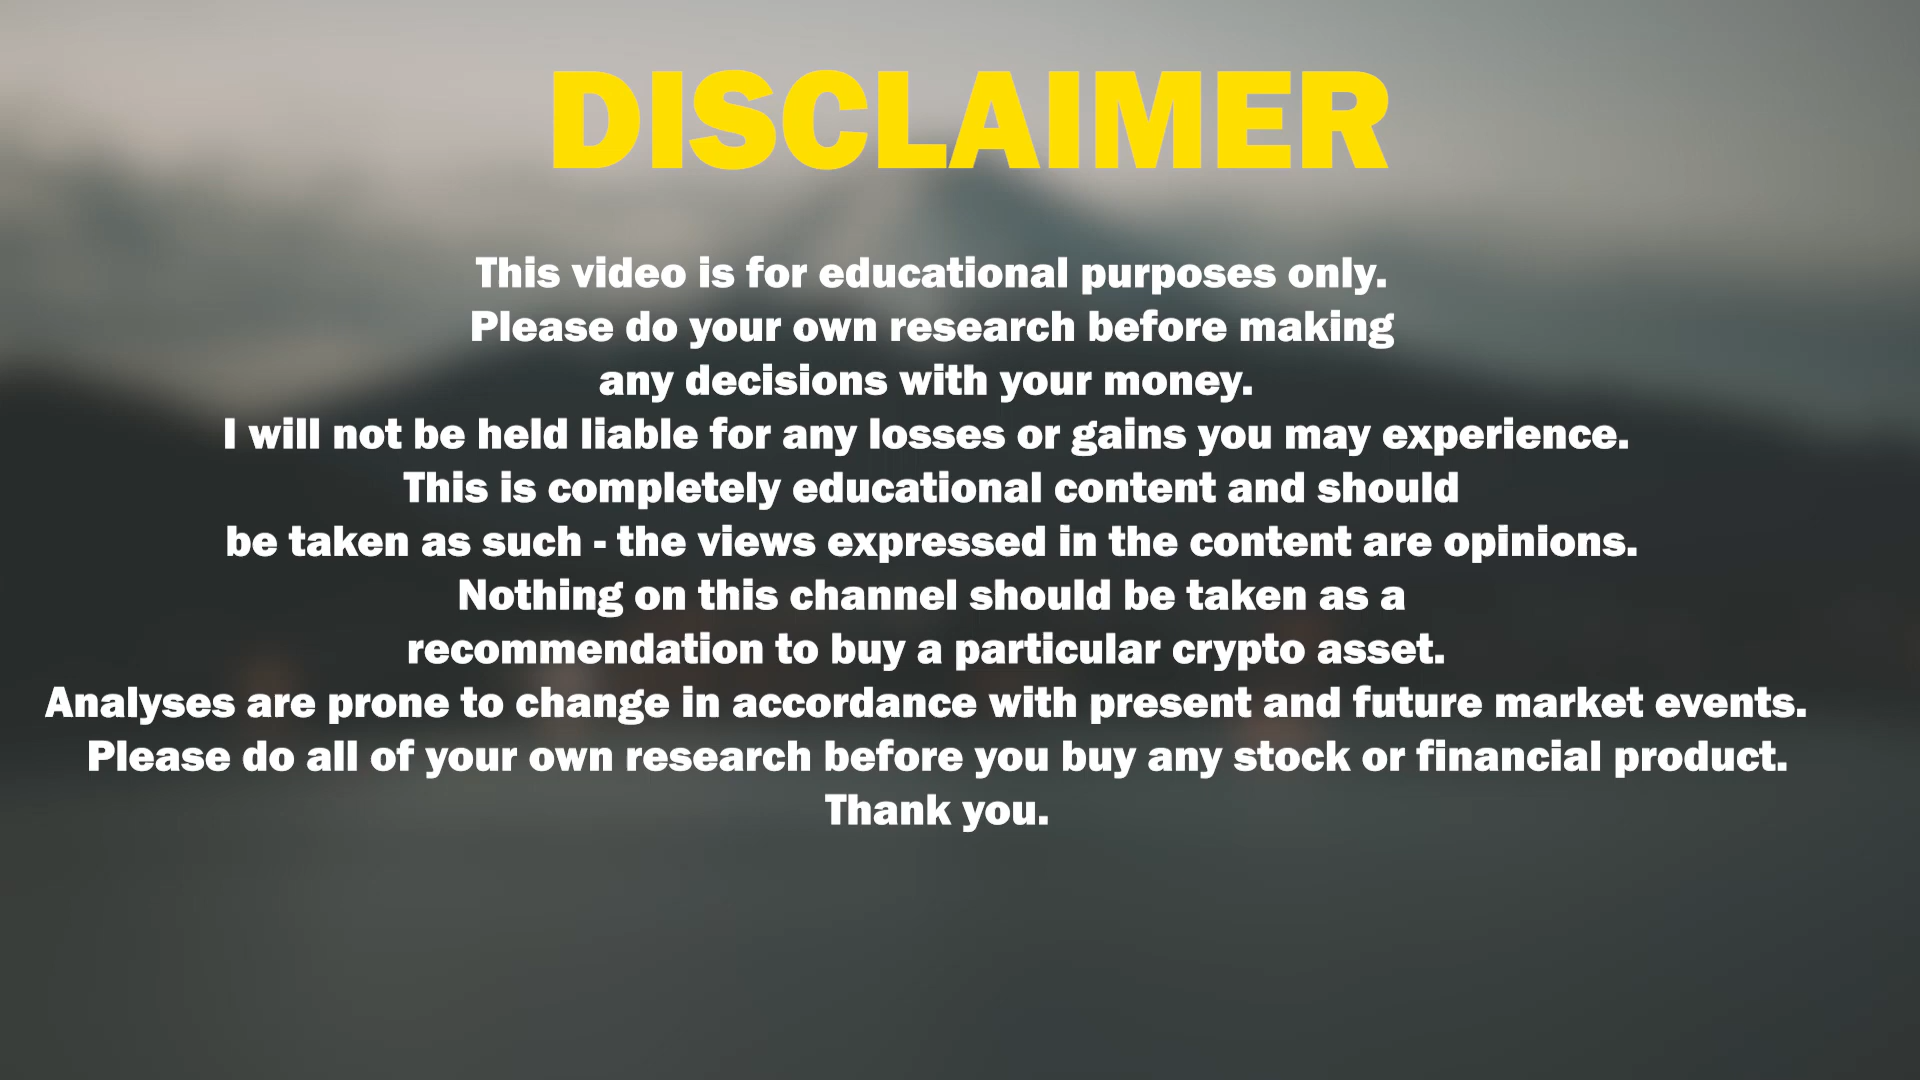 DISCLAIMER
This video is for educational purposes only.
Please do your own research before making
any decisions with your money.
I will not be held liable for any losses or gains you may experience.
This is completely educational content and should
be taken as such - the views expressed in the content are opinions.
Nothing on this channel should be taken as a
recommendation to buy a particular crypto asset.
Analyses are prone to change in accordance with present and future market events.
Please do all of your own research before you buy any stock or financial product.
Thank you.